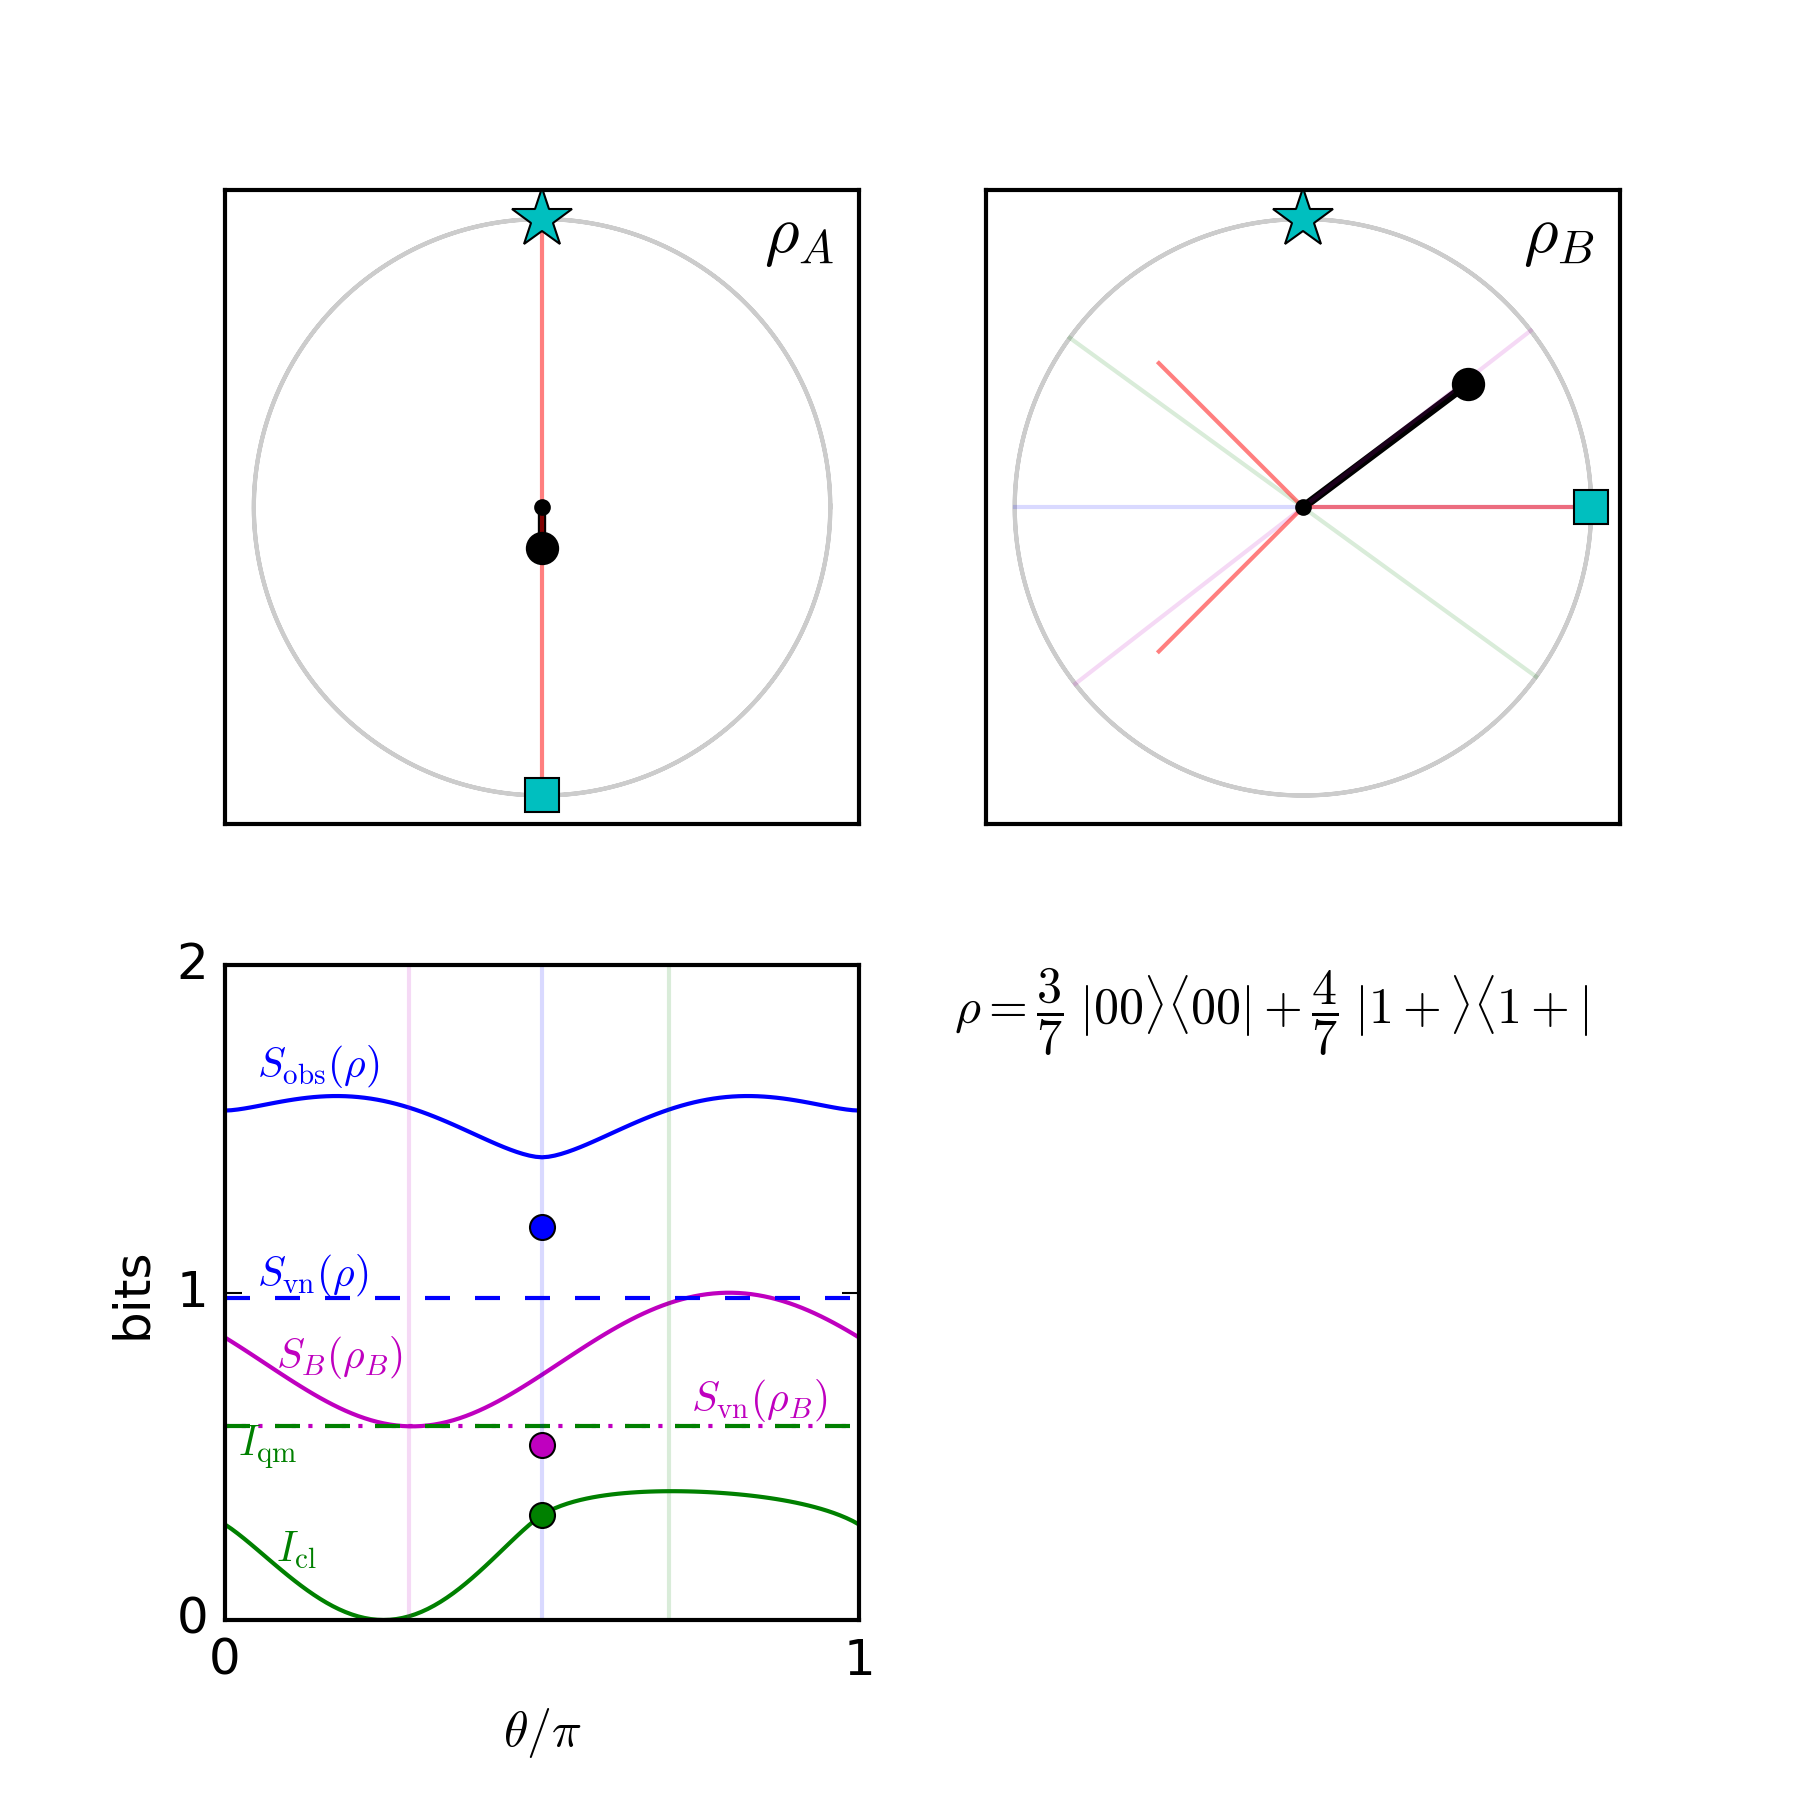 ρ_A
ρ_B
2
S_obs(ρ)
ρ = 3/7 |00⟩⟨00| + 4/7 |1+⟩⟨1+|
S_vn(ρ)
1
bits
S_B(ρ_B)
S_vn(ρ_B)
I_qm
I_cl
0
0
1
θ/π